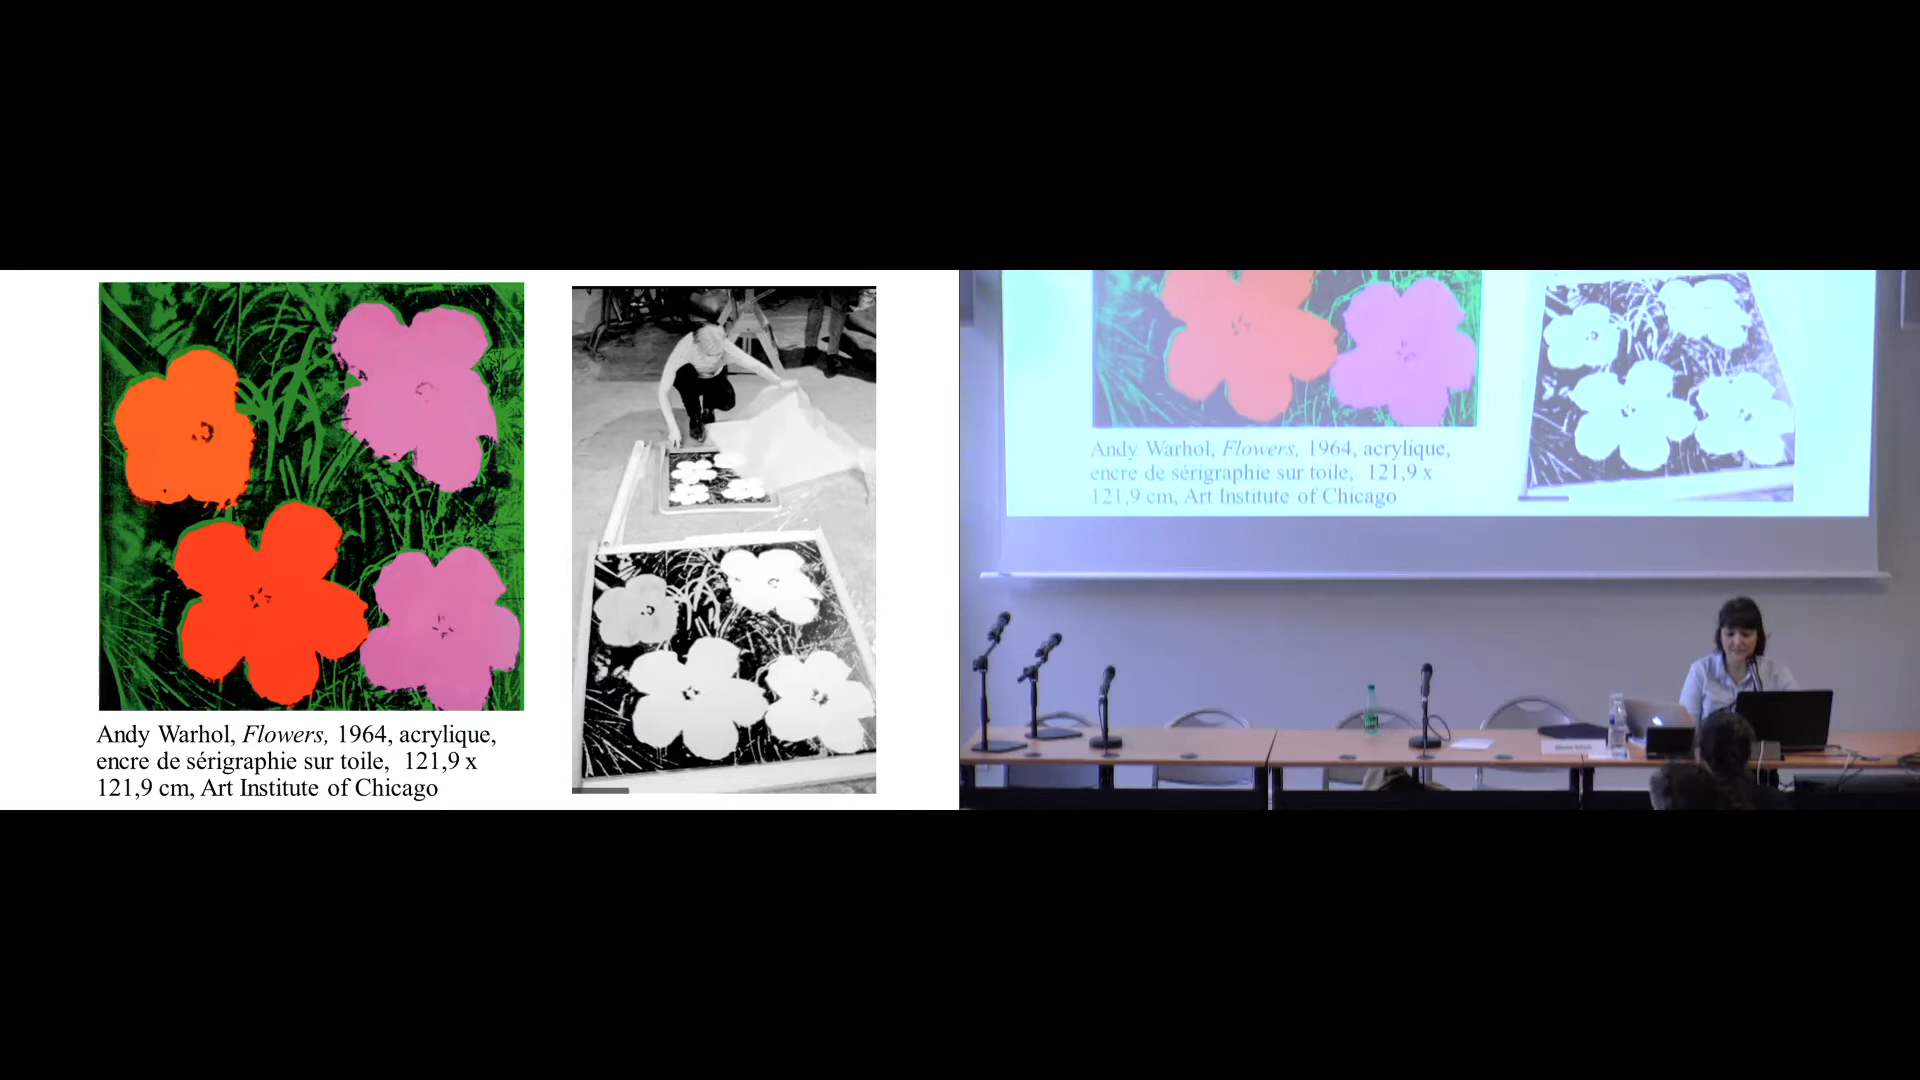 Andy Warhol, Flowers, 1964, acrylique,
encre de sérigraphie sur toile, 121,9 x
121,9 cm, Art Institute of Chicago
Andy Warhol, Flowers, 1964, acrylique,
encre de sérigraphie sur toile, 121,9 x
121,9 cm, Art Institute of Chicago